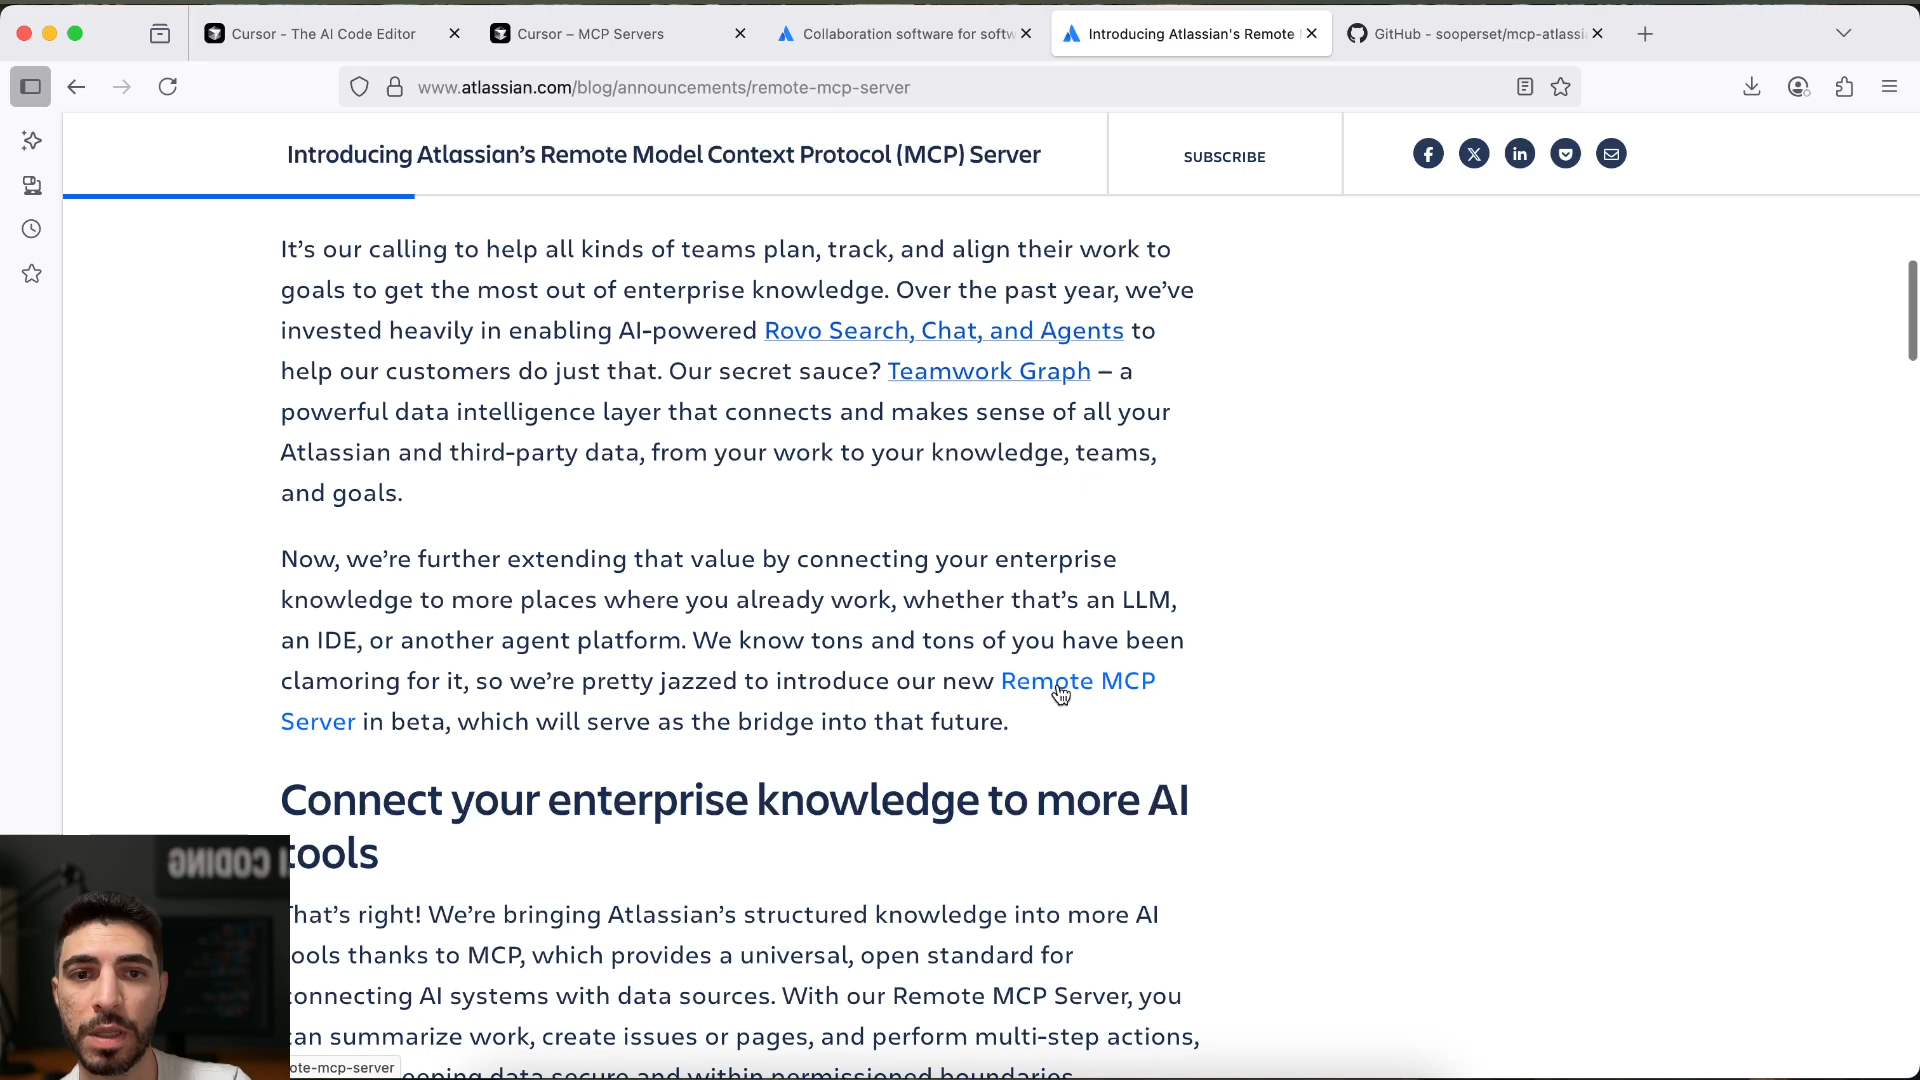 Cursor - The AI Code Editor
Cursor – MCP Servers
Collaboration software for softw
Introducing Atlassian's Remote
GitHub - sooperset/mcp-atlassi
www.atlassian.com/blog/announcements/remote-mcp-server
Introducing Atlassian’s Remote Model Context Protocol (MCP) Server
SUBSCRIBE
It’s our calling to help all kinds of teams plan, track, and align their work to
goals to get the most out of enterprise knowledge. Over the past year, we’ve
invested heavily in enabling AI-powered Rovo Search, Chat, and Agents to
help our customers do just that. Our secret sauce? Teamwork Graph – a
powerful data intelligence layer that connects and makes sense of all your
Atlassian and third-party data, from your work to your knowledge, teams,
and goals.
Now, we’re further extending that value by connecting your enterprise
knowledge to more places where you already work, whether that’s an LLM,
an IDE, or another agent platform. We know tons and tons of you have been
clamoring for it, so we’re pretty jazzed to introduce our new Remote MCP
Server in beta, which will serve as the bridge into that future.
Connect your enterprise knowledge to more AI
tools
That’s right! We’re bringing Atlassian’s structured knowledge into more AI
ools thanks to MCP, which provides a universal, open standard for
connecting AI systems with data sources. With our Remote MCP Server, you
can summarize work, create issues or pages, and perform multi-step actions,
ote-mcp-server
eeping data secure and within permissioned boundaries.
I CODING